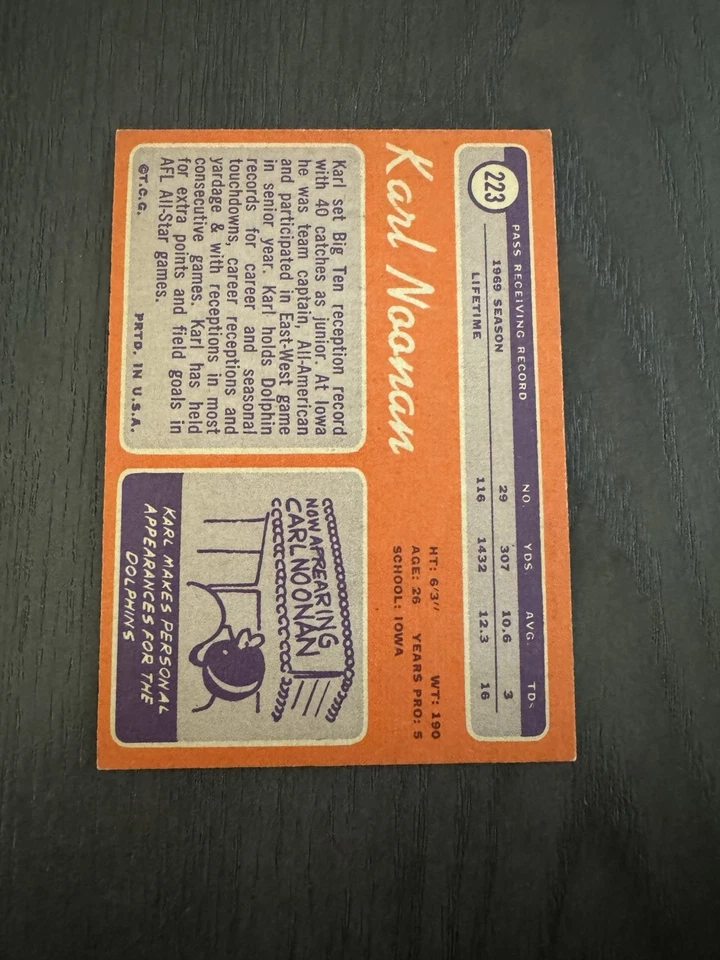 223
PASS RECEIVING RECORD NO. YDS. AVG. TDs
1969 SEASON 29 307 10.6 3
LIFETIME 116 1432 12.3 16
Karl Noonan
HT: 6'3" WT: 190
AGE: 26 YEARS PRO: 5
SCHOOL: IOWA
Karl set Big Ten reception record
with 40 catches as junior. At Iowa
he was team captain, All-American
and participated in East-West game
in senior year. Karl holds Dolphin
records for career and seasonal
touchdowns, career receptions and
yardage & with receptions in most
consecutive games. Karl has held
for extra points and field goals in
AFL All-Star games.
©T.C.G. PRTD. IN U.S.A.
NOW APPEARING
CARL NOONAN
KARL MAKES PERSONAL
APPEARANCES FOR THE
DOLPHINS